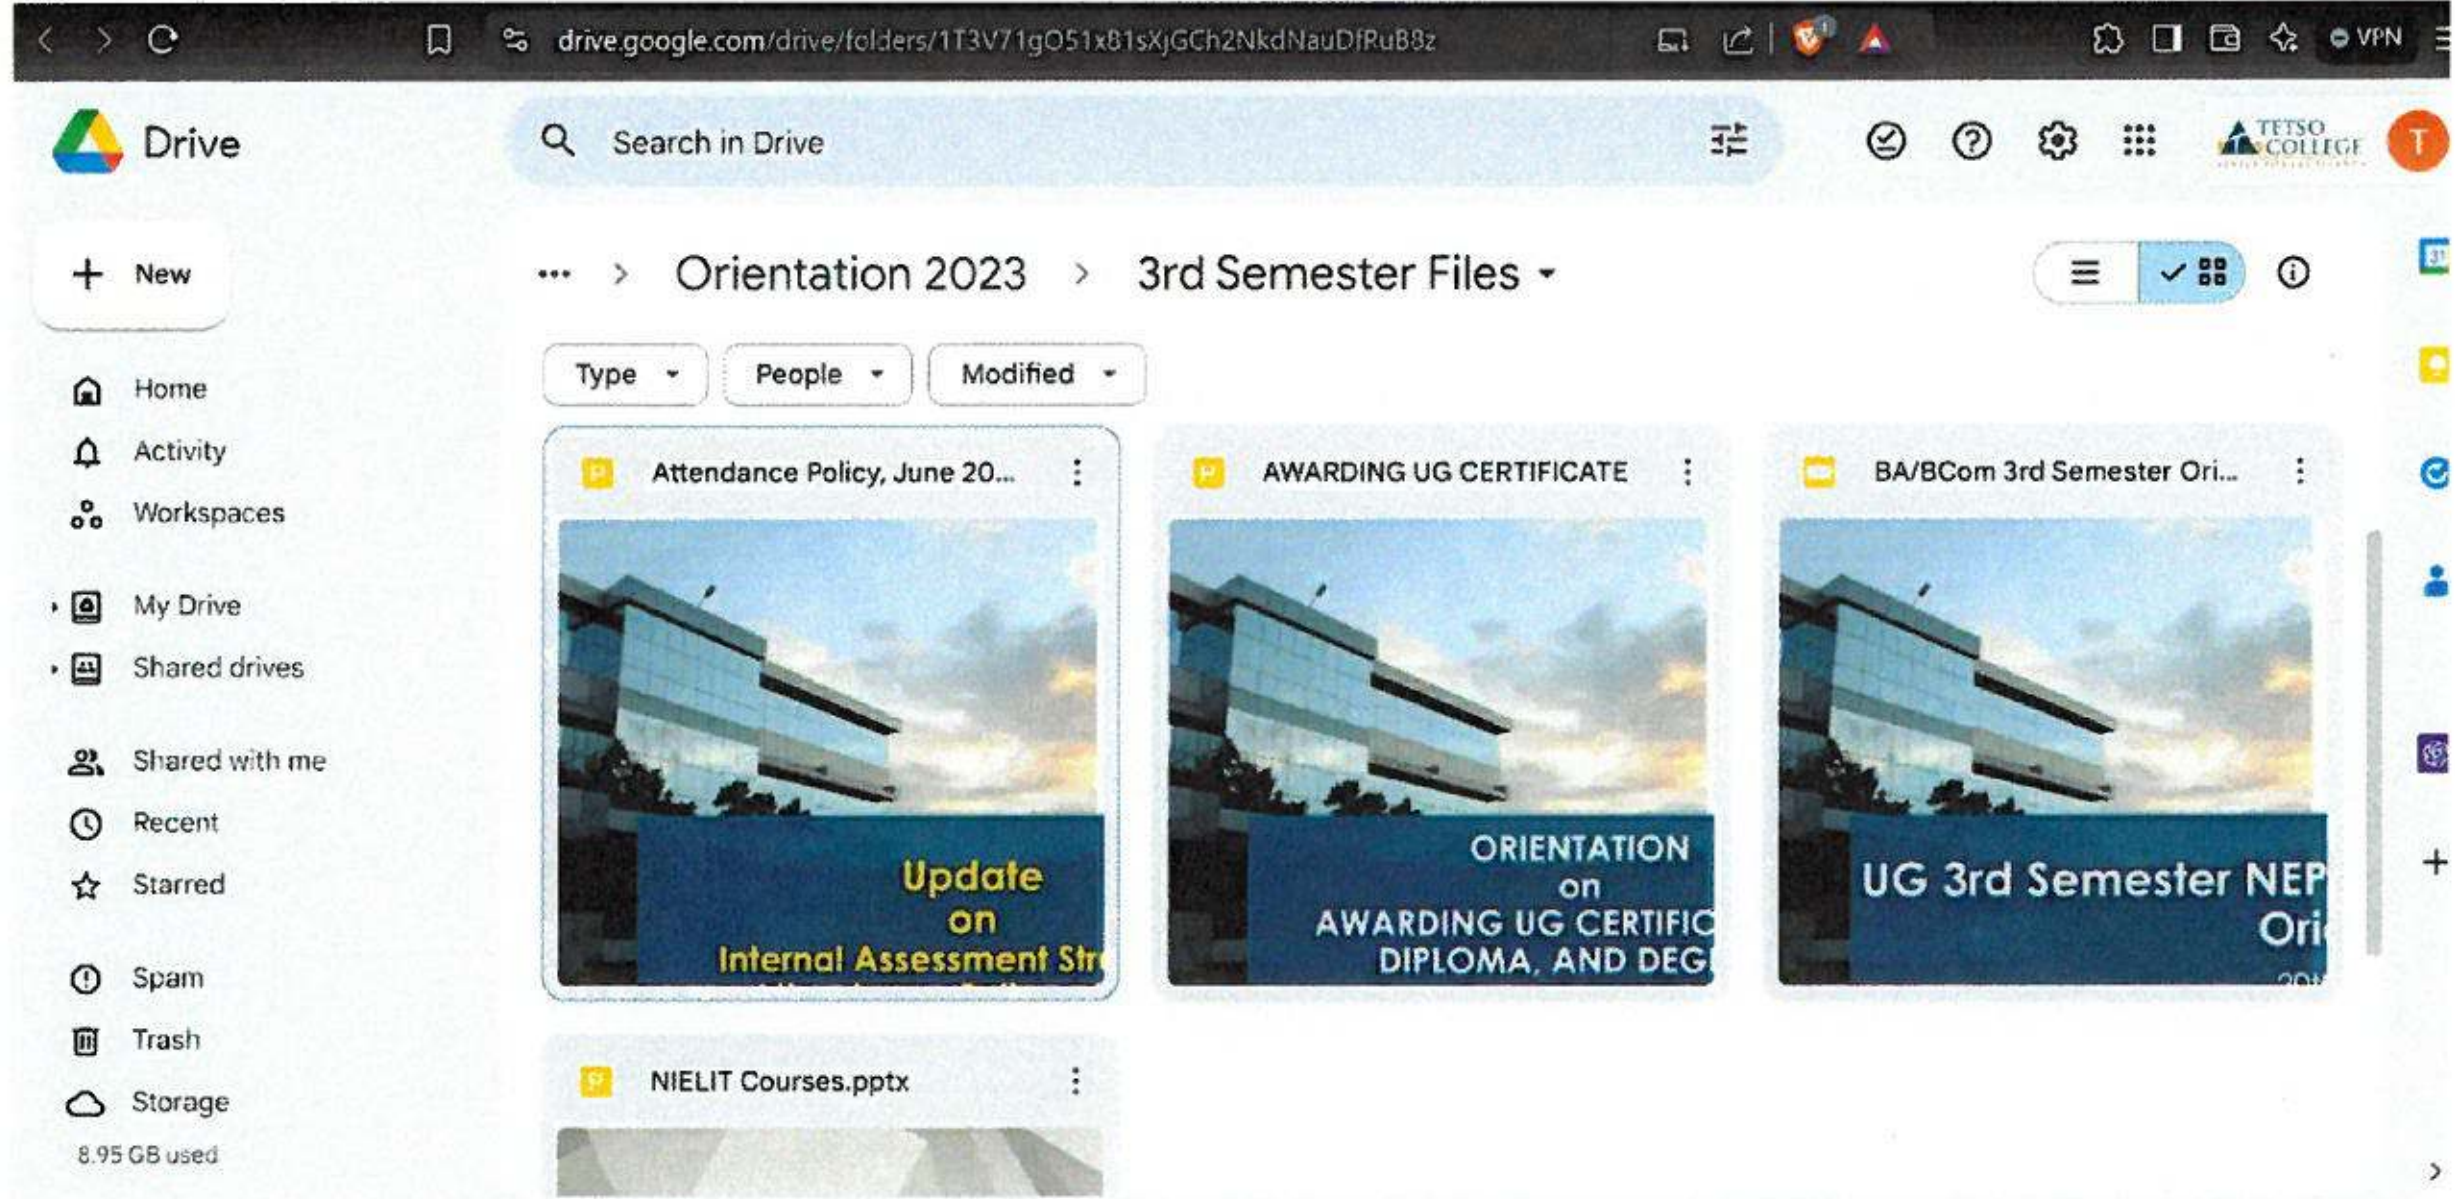 drive.google.com/drive/folders/1T3V71gO51xB1sXjGCh2NkdNauDfRuB8z
VPN
Drive
Search in Drive
TETSO
COLLEGE
T
New
Orientation 2023 > 3rd Semester Files
31
Type
People
Modified
Home
Activity
Workspaces
My Drive
Shared drives
Shared with me
Recent
Starred
Spam
Trash
Storage
8.95 GB used
Attendance Policy, June 20...
Update
on
Internal Assessment Str
AWARDING UG CERTIFICATE
ORIENTATION
on
AWARDING UG CERTIFIC
DIPLOMA, AND DEG
BA/BCom 3rd Semester Ori...
UG 3rd Semester NEP
Ori
NIELIT Courses.pptx